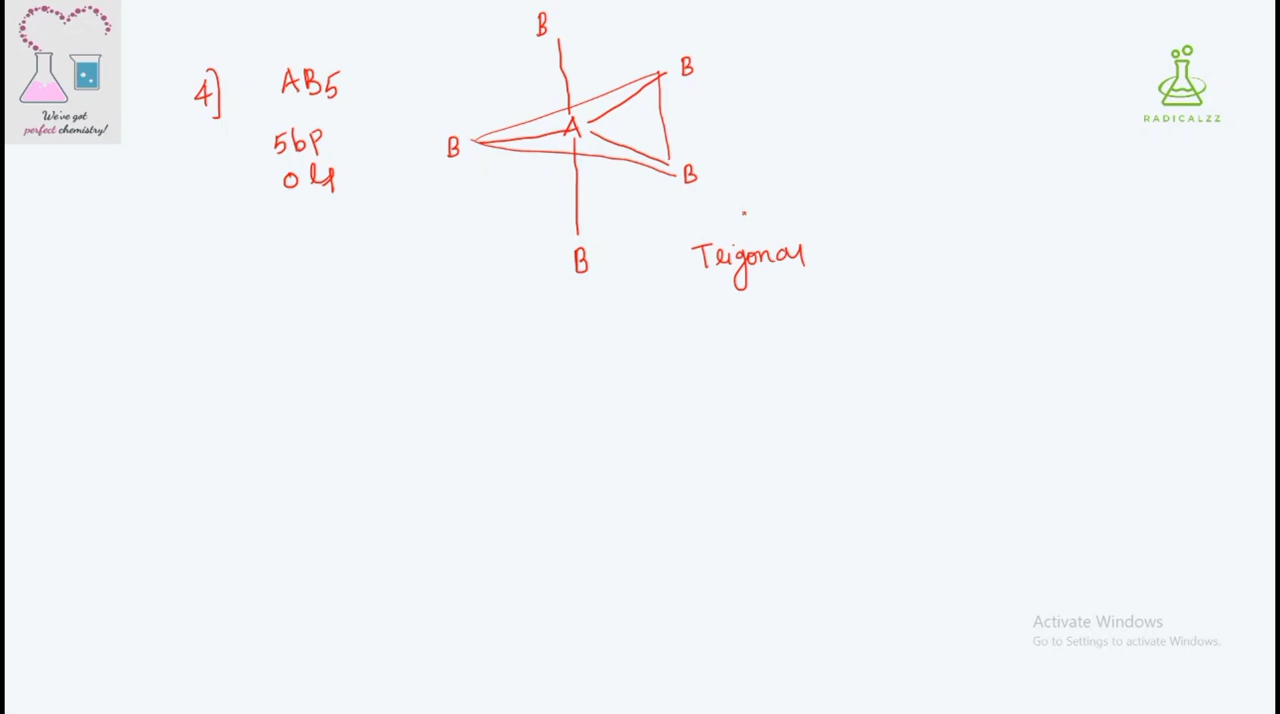 We've got
perfect chemistry!
4]
AB5
5bp
0 lp
B
B
A
B
B
B
Trigonal
RADICALZZ
Activate Windows
Go to Settings to activate Windows.